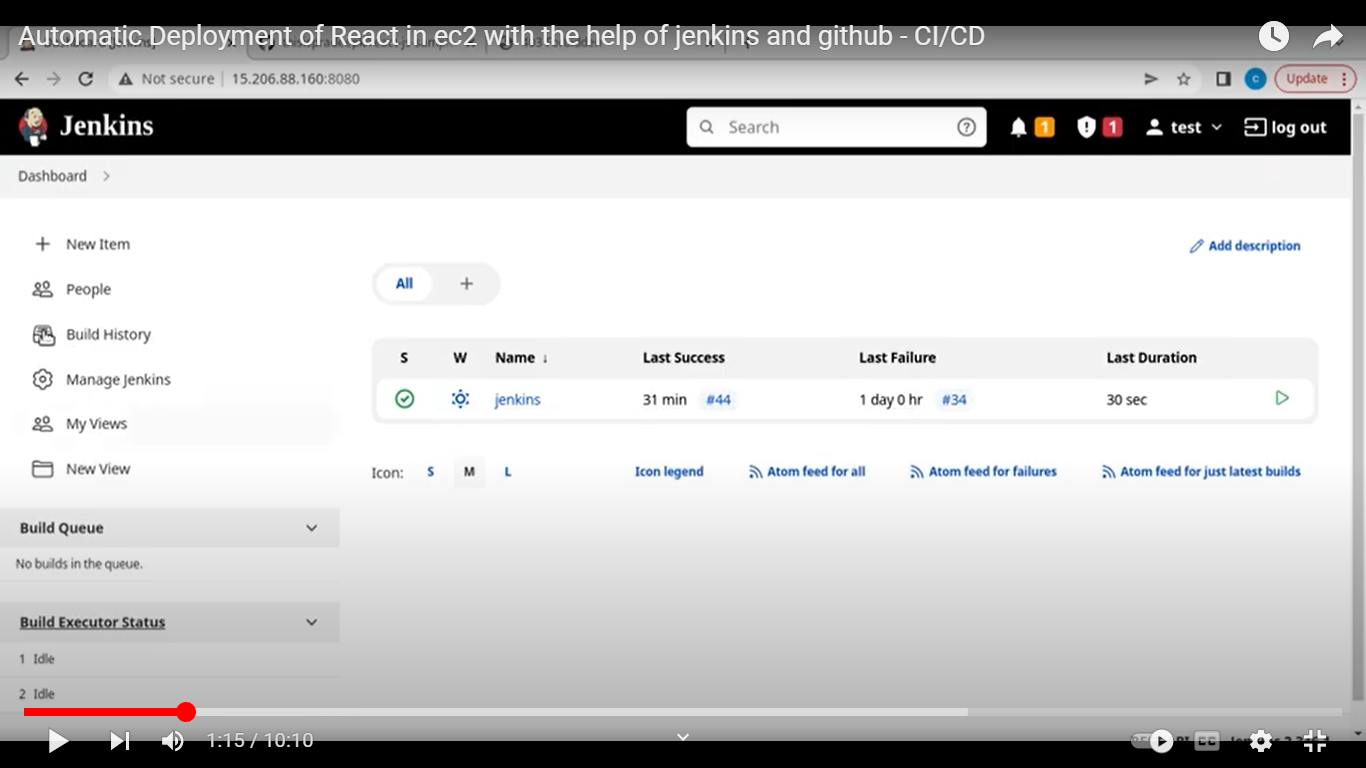 Automatic Deployment of React in ec2 with the help of jenkins and github - CI/CD
Not secure 15.206.88.160:8080 c Update
Jenkins Search 1 1 test log out
Dashboard
New Item
Add description
People
All +
Build History
S W Name ↓ Last Success Last Failure Last Duration
Manage Jenkins
jenkins 31 min #44 1 day 0 hr #34 30 sec
My Views
New View
Icon: S M L Icon legend Atom feed for all Atom feed for failures Atom feed for just latest builds
Build Queue
No builds in the queue.
Build Executor Status
1 Idle
2 Idle
1:15 / 10:10 CC